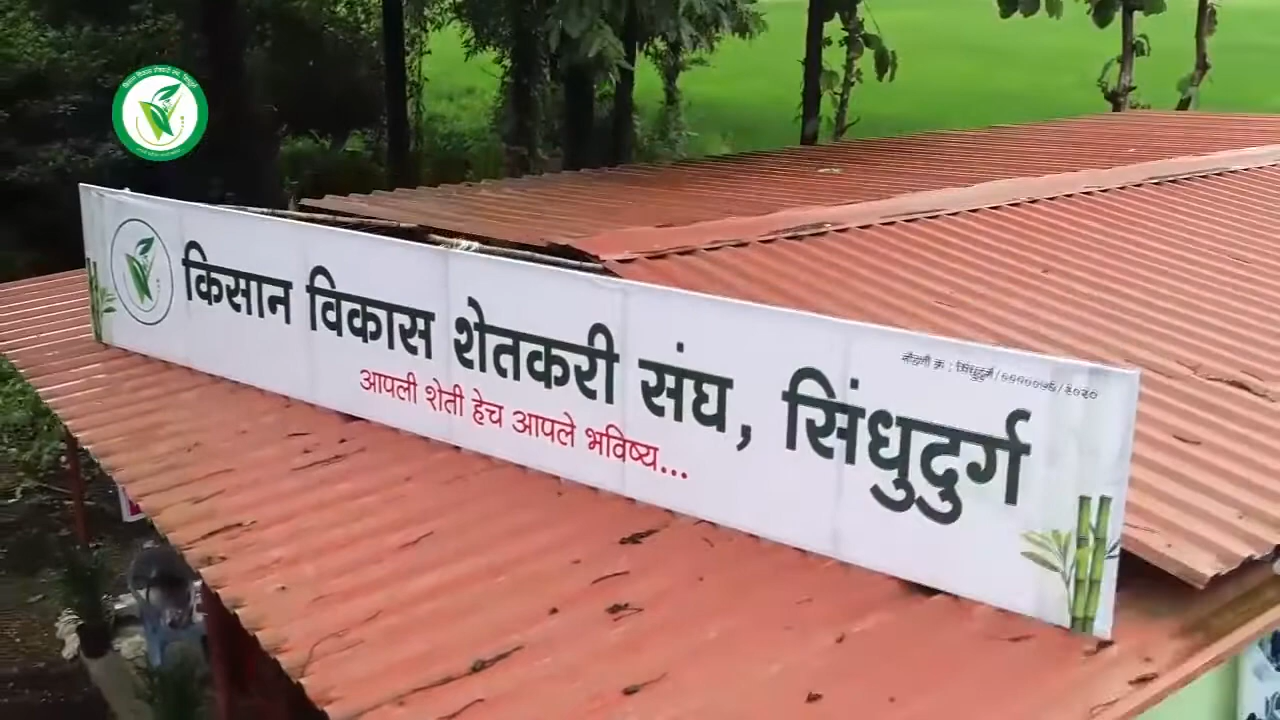 किसान विकास शेतकरी संघ, सिंधुदुर्ग
आपली शेती हेच आपले भविष्य...